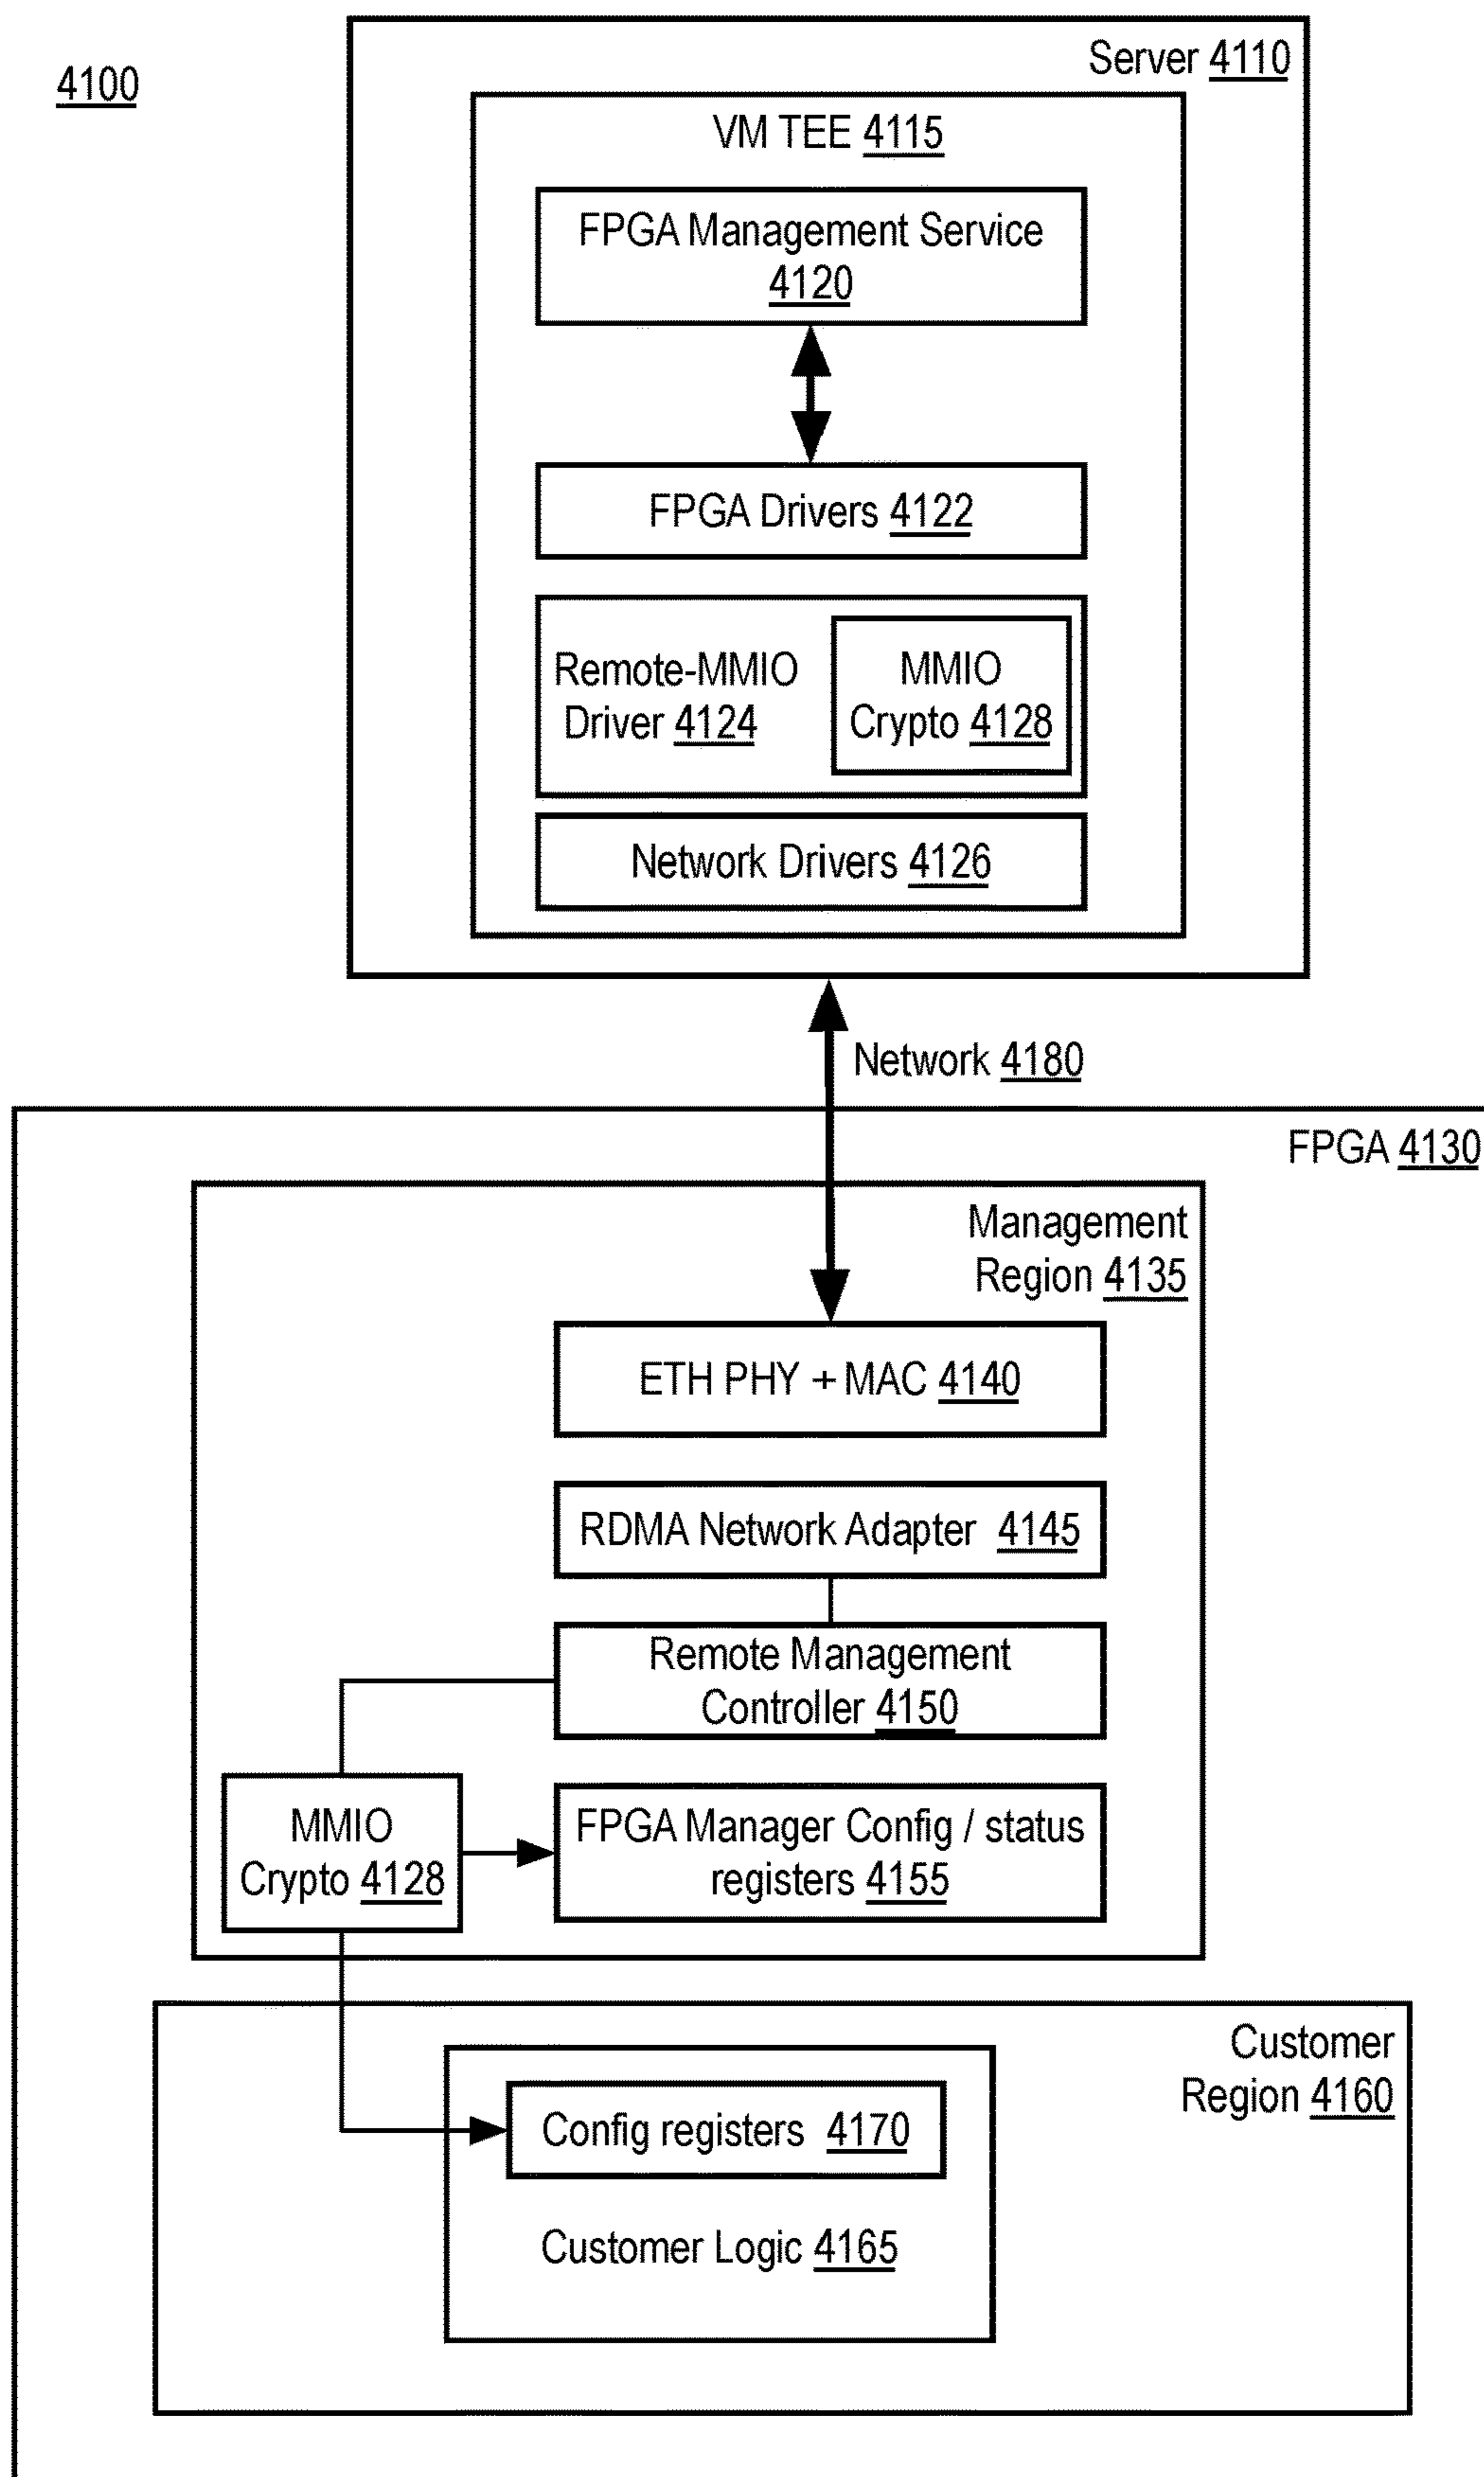 4100
Server 4110
VM TEE 4115
FPGA Management Service
4120
FPGA Drivers 4122
Remote-MMIO
Driver 4124
MMIO
Crypto 4128
Network Drivers 4126
Network 4180
FPGA 4130
Management
Region 4135
ETH PHY + MAC 4140
RDMA Network Adapter 4145
Remote Management
Controller 4150
MMIO
Crypto 4128
FPGA Manager Config / status
registers 4155
Customer
Region 4160
Config registers 4170
Customer Logic 4165